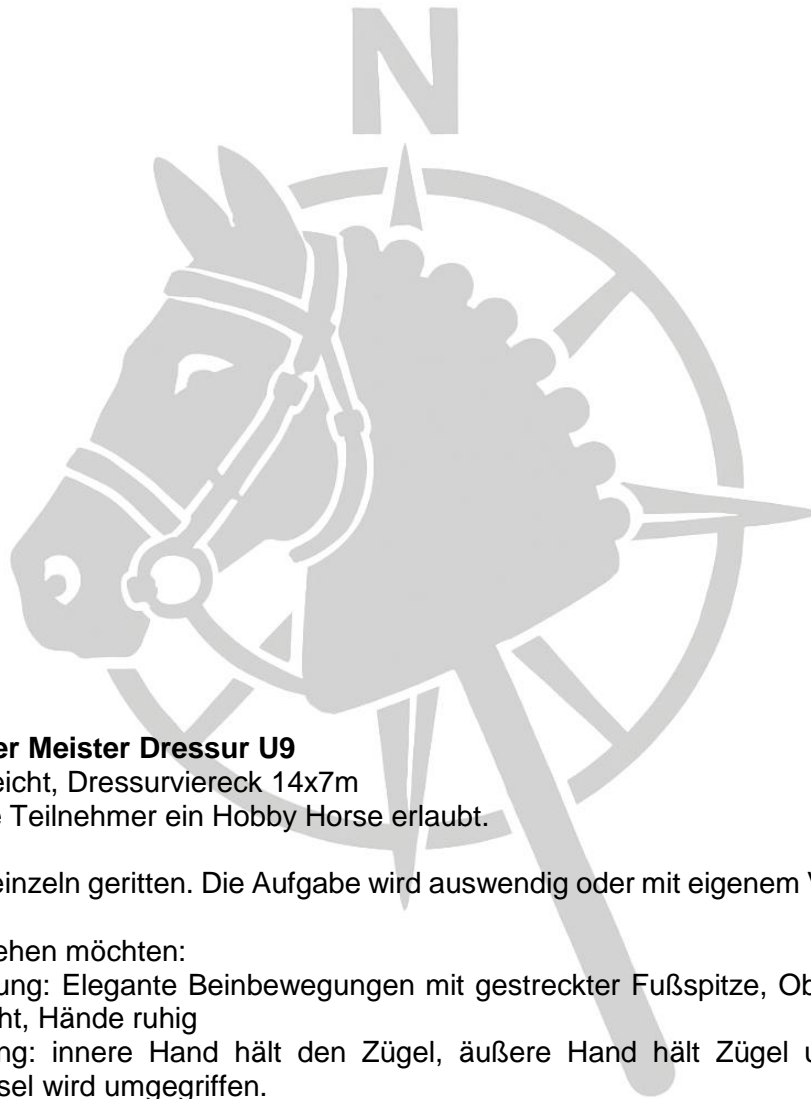 N
er Meister Dressur U9
eicht, Dressurviereck 14x7m
e Teilnehmer ein Hobby Horse erlaubt.
einzeln geritten. Die Aufgabe wird auswendig oder mit eigenem V
ehen möchten:
ung: Elegante Beinbewegungen mit gestreckter Fußspitze, Ob
ht, Hände ruhig
ng: innere Hand hält den Zügel, äußere Hand hält Zügel u
sel wird umgegriffen.